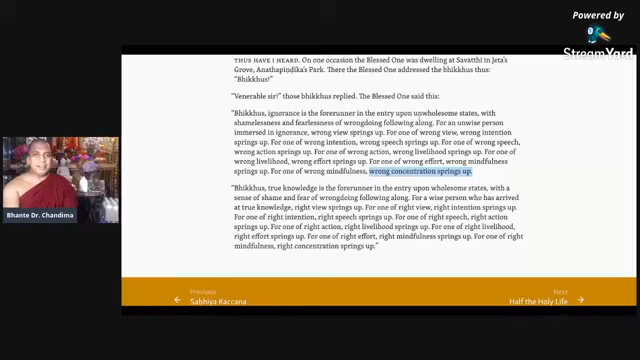 Powered by
StreamYard
THUS HAVE I HEARD. On one occasion the Blessed One was dwelling at Savatthi in Jeta's
Grove, Anathapiṇḍika's Park. There the Blessed One addressed the bhikkhus thus:
“Bhikkhus!”
“Venerable sir!” those bhikkhus replied. The Blessed One said this:
“Bhikkhus, ignorance is the forerunner in the entry upon unwholesome states, with
shamelessness and fearlessness of wrongdoing following along. For an unwise person
immersed in ignorance, wrong view springs up. For one of wrong view, wrong intention
springs up. For one of wrong intention, wrong speech springs up. For one of wrong speech,
wrong action springs up. For one of wrong action, wrong livelihood springs up. For one of
wrong livelihood, wrong effort springs up. For one of wrong effort, wrong mindfulness
springs up. For one of wrong mindfulness, wrong concentration springs up.
“Bhikkhus, true knowledge is the forerunner in the entry upon wholesome states, with a
sense of shame and fear of wrongdoing following along. For a wise person who has arrived
at true knowledge, right view springs up. For one of right view, right intention springs up.
For one of right intention, right speech springs up. For one of right speech, right action
springs up. For one of right action, right livelihood springs up. For one of right livelihood,
right effort springs up. For one of right effort, right mindfulness springs up. For one of right
mindfulness, right concentration springs up.”
Bhante Dr. Chandima
Previous
Sabhiya Kaccana
Next
Half the Holy Life